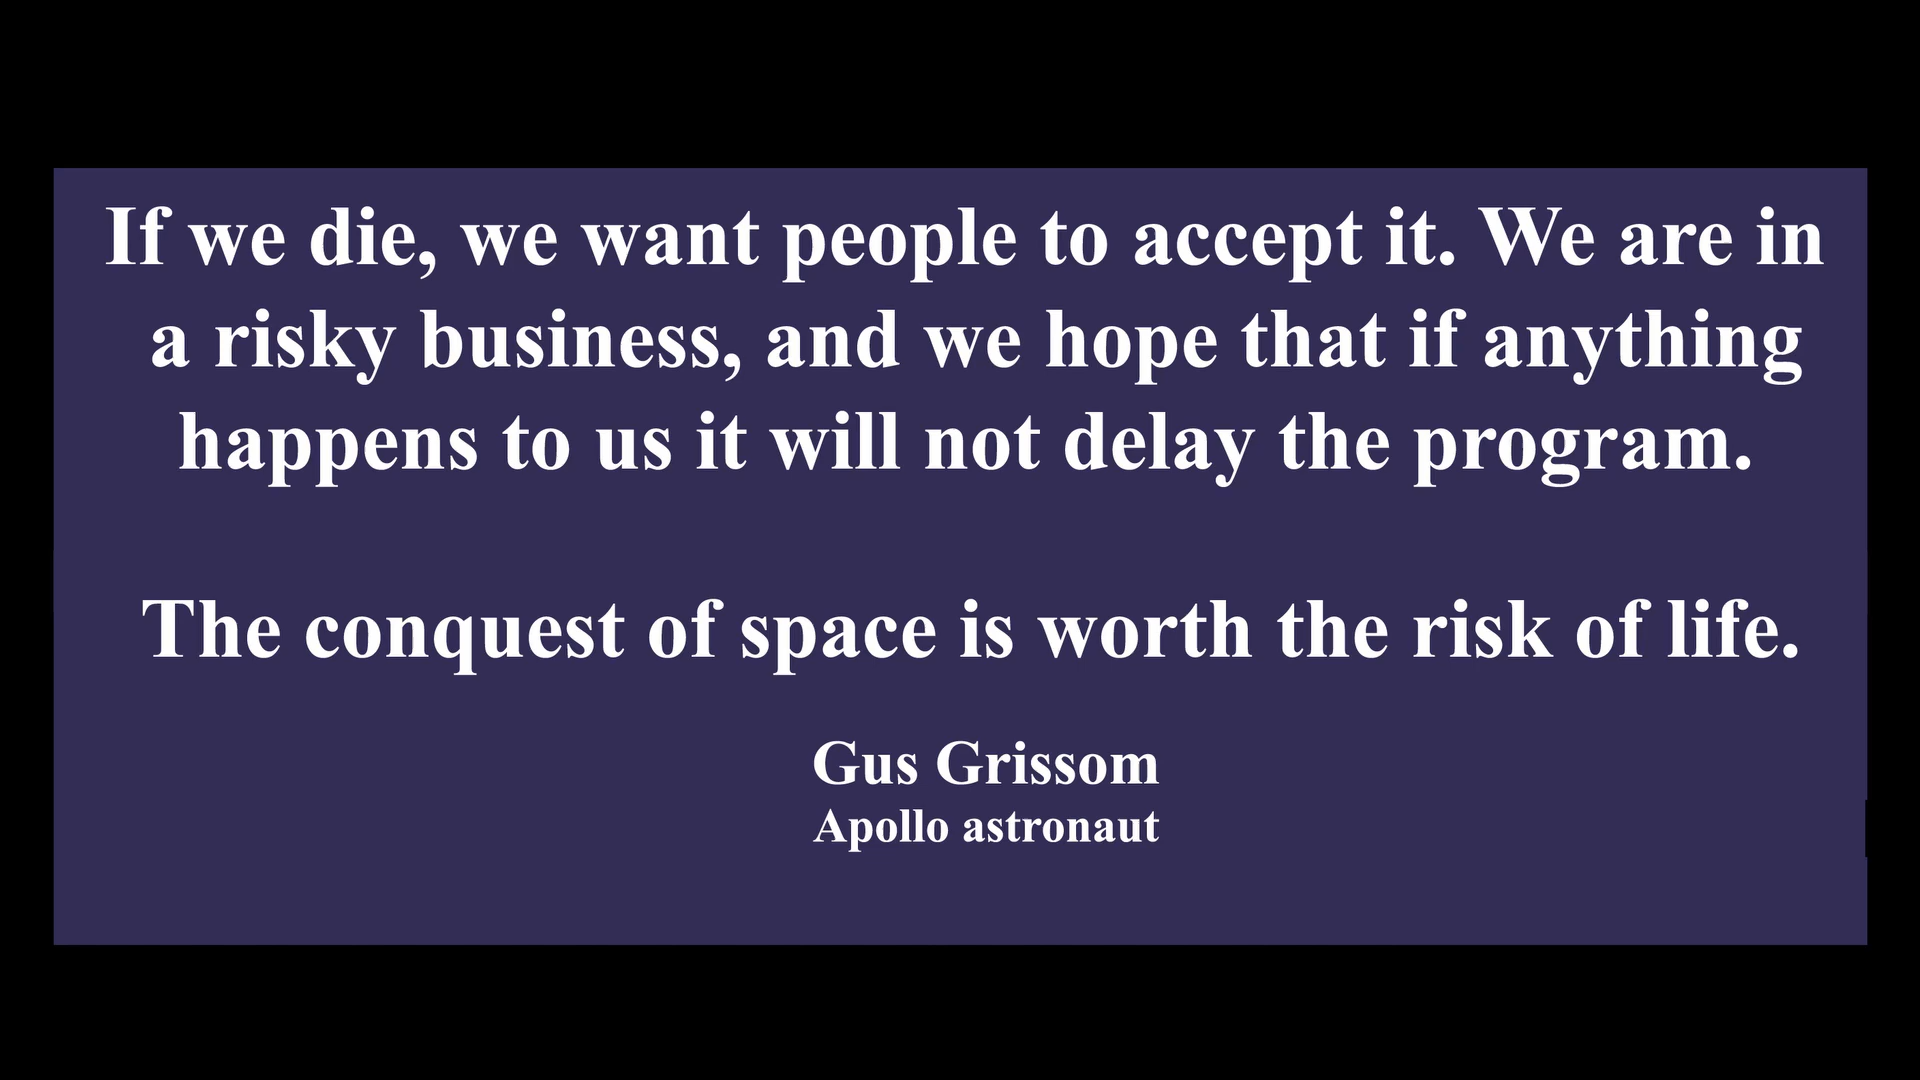 If we die, we want people to accept it. We are in
a risky business, and we hope that if anything
happens to us it will not delay the program.
The conquest of space is worth the risk of life.
Gus Grissom
Apollo astronaut